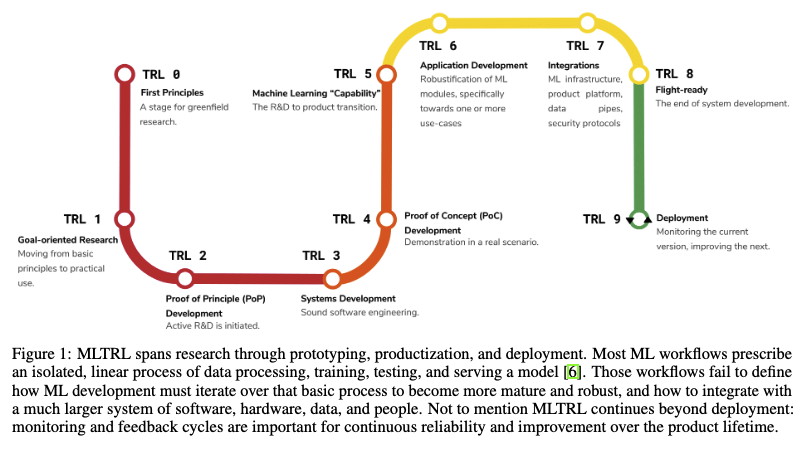 TRL 0
First Principles
A stage for greenfield
research.
TRL 1
Goal-oriented Research
Moving from basic
principles to practical
use.
TRL 2
Proof of Principle (PoP)
Development
Active R&D is initiated.
TRL 3
Systems Development
Sound software engineering.
TRL 4
Proof of Concept (PoC)
Development
Demonstration in a real scenario.
TRL 5
Machine Learning "Capability"
The R&D to product transition.
TRL 6
Application Development
Robustification of ML
modules, specifically
towards one or more
use-cases
TRL 7
Integrations
ML infrastructure,
product platform,
data pipes,
security protocols
TRL 8
Flight-ready
The end of system development.
TRL 9
Deployment
Monitoring the current
version, improving the next.
Figure 1: MLTRL spans research through prototyping, productization, and deployment. Most ML workflows prescribe
an isolated, linear process of data processing, training, testing, and serving a model [6]. Those workflows fail to define
how ML development must iterate over that basic process to become more mature and robust, and how to integrate with
a much larger system of software, hardware, data, and people. Not to mention MLTRL continues beyond deployment:
monitoring and feedback cycles are important for continuous reliability and improvement over the product lifetime.